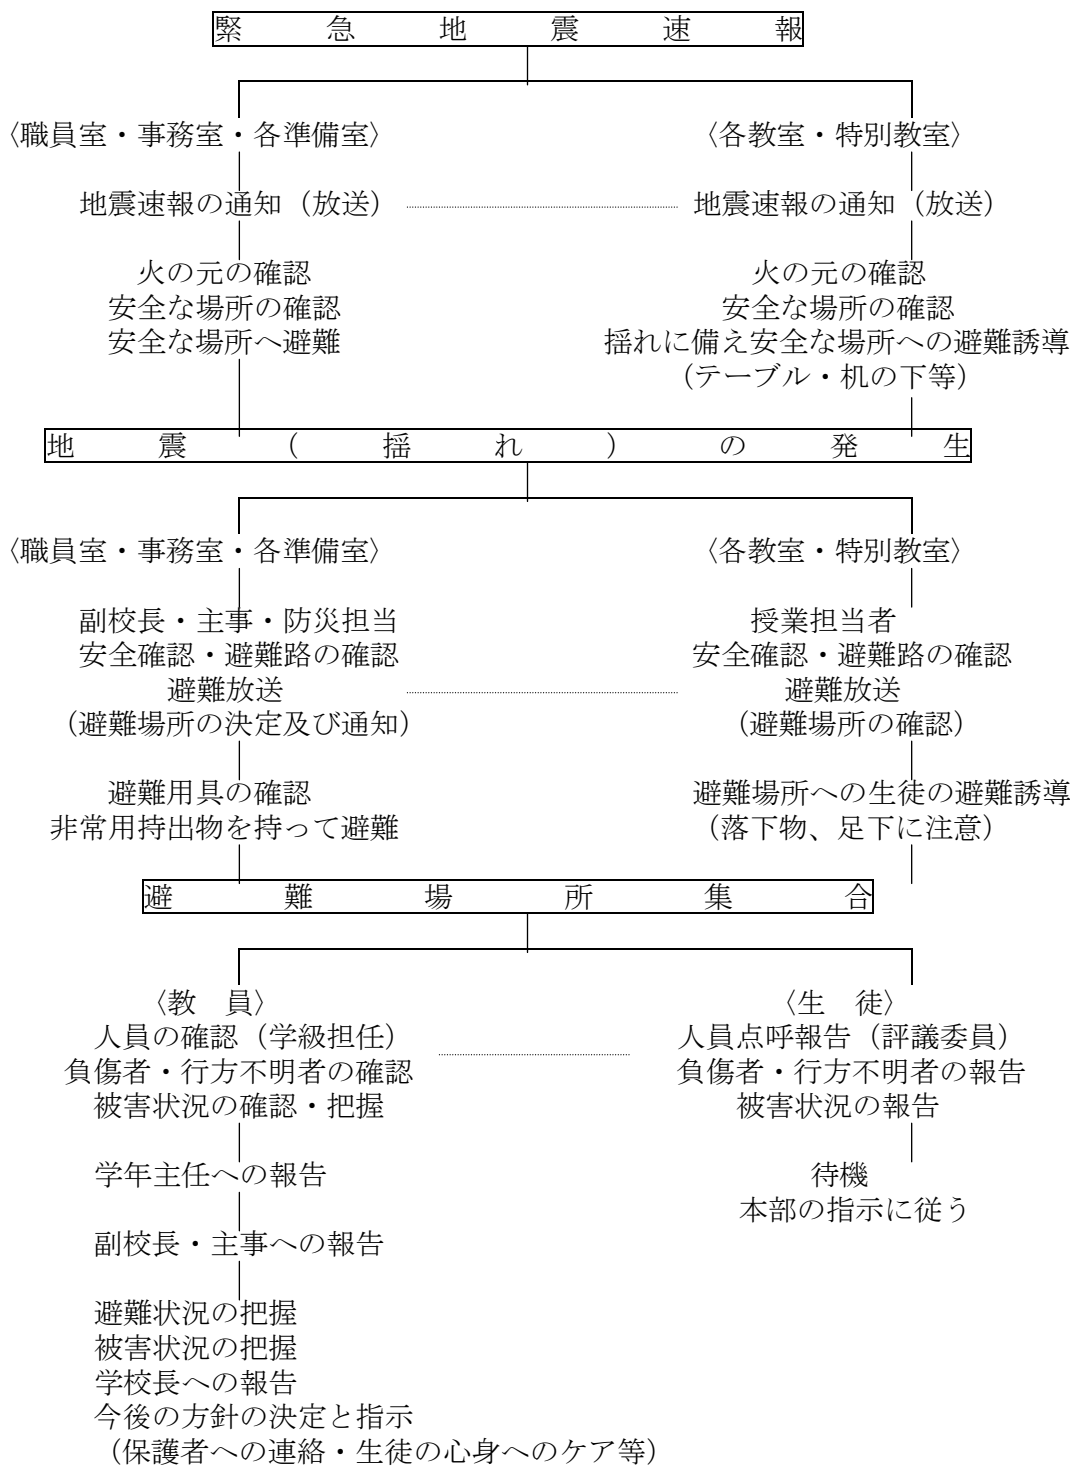 緊急地震速報
〈職員室・事務室・各準備室〉
〈各教室・特別教室〉
地震速報の通知（放送）
地震速報の通知（放送）
火の元の確認
安全な場所の確認
安全な場所へ避難
火の元の確認
安全な場所の確認
揺れに備え安全な場所への避難誘導
（テーブル・机の下等）
地震（揺れ）の発生
〈職員室・事務室・各準備室〉
〈各教室・特別教室〉
副校長・主事・防災担当
安全確認・避難路の確認
避難放送
（避難場所の決定及び通知）
授業担当者
安全確認・避難路の確認
避難放送
（避難場所の確認）
避難用具の確認
非常用持出物を持って避難
避難場所への生徒の避難誘導
（落下物、足下に注意）
避難場所集合
〈教　員〉
人員の確認（学級担任）
負傷者・行方不明者の確認
被害状況の確認・把握
〈生　徒〉
人員点呼報告（評議委員）
負傷者・行方不明者の報告
被害状況の報告
学年主任への報告
待機
本部の指示に従う
副校長・主事への報告
避難状況の把握
被害状況の把握
学校長への報告
今後の方針の決定と指示
（保護者への連絡・生徒の心身へのケア等）